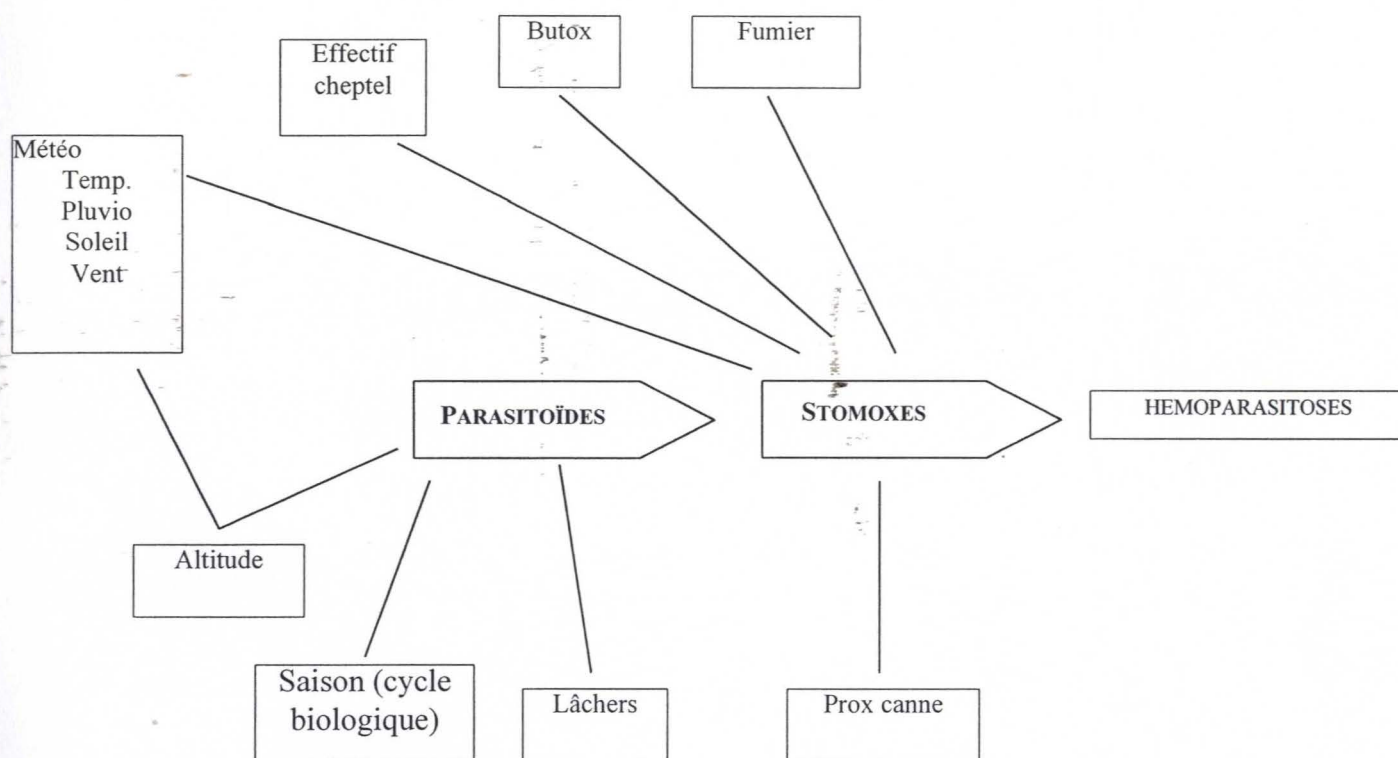 Butox
Fumier
Effectif
cheptel
Météo
Temp.
Pluvio
Soleil
Vent
PARASITOÏDES
STOMOXES
HEMOPARASITOSES
Altitude
Saison (cycle
biologique)
Lâchers
Prox canne